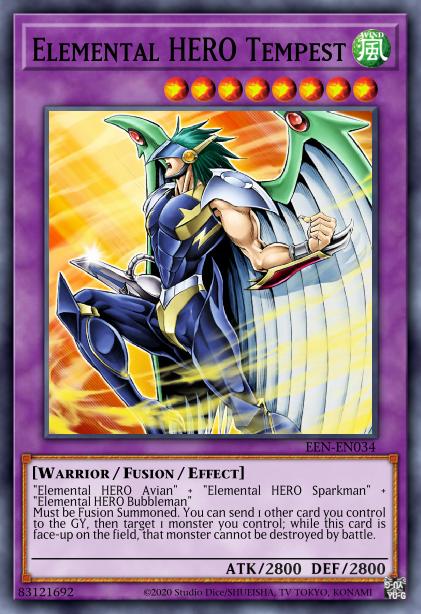 Elemental HERO Tempest
WIND
風
EEN-EN034
[Warrior / Fusion / Effect]
"Elemental HERO Avian" + "Elemental HERO Sparkman" +
"Elemental HERO Bubbleman"
Must be Fusion Summoned. You can send 1 other card you control
to the GY, then target 1 monster you control; while this card is
face-up on the field, that monster cannot be destroyed by battle.
ATK/2800 DEF/2800
83121692
©2020 Studio Dice/SHUEISHA, TV TOKYO, KONAMI